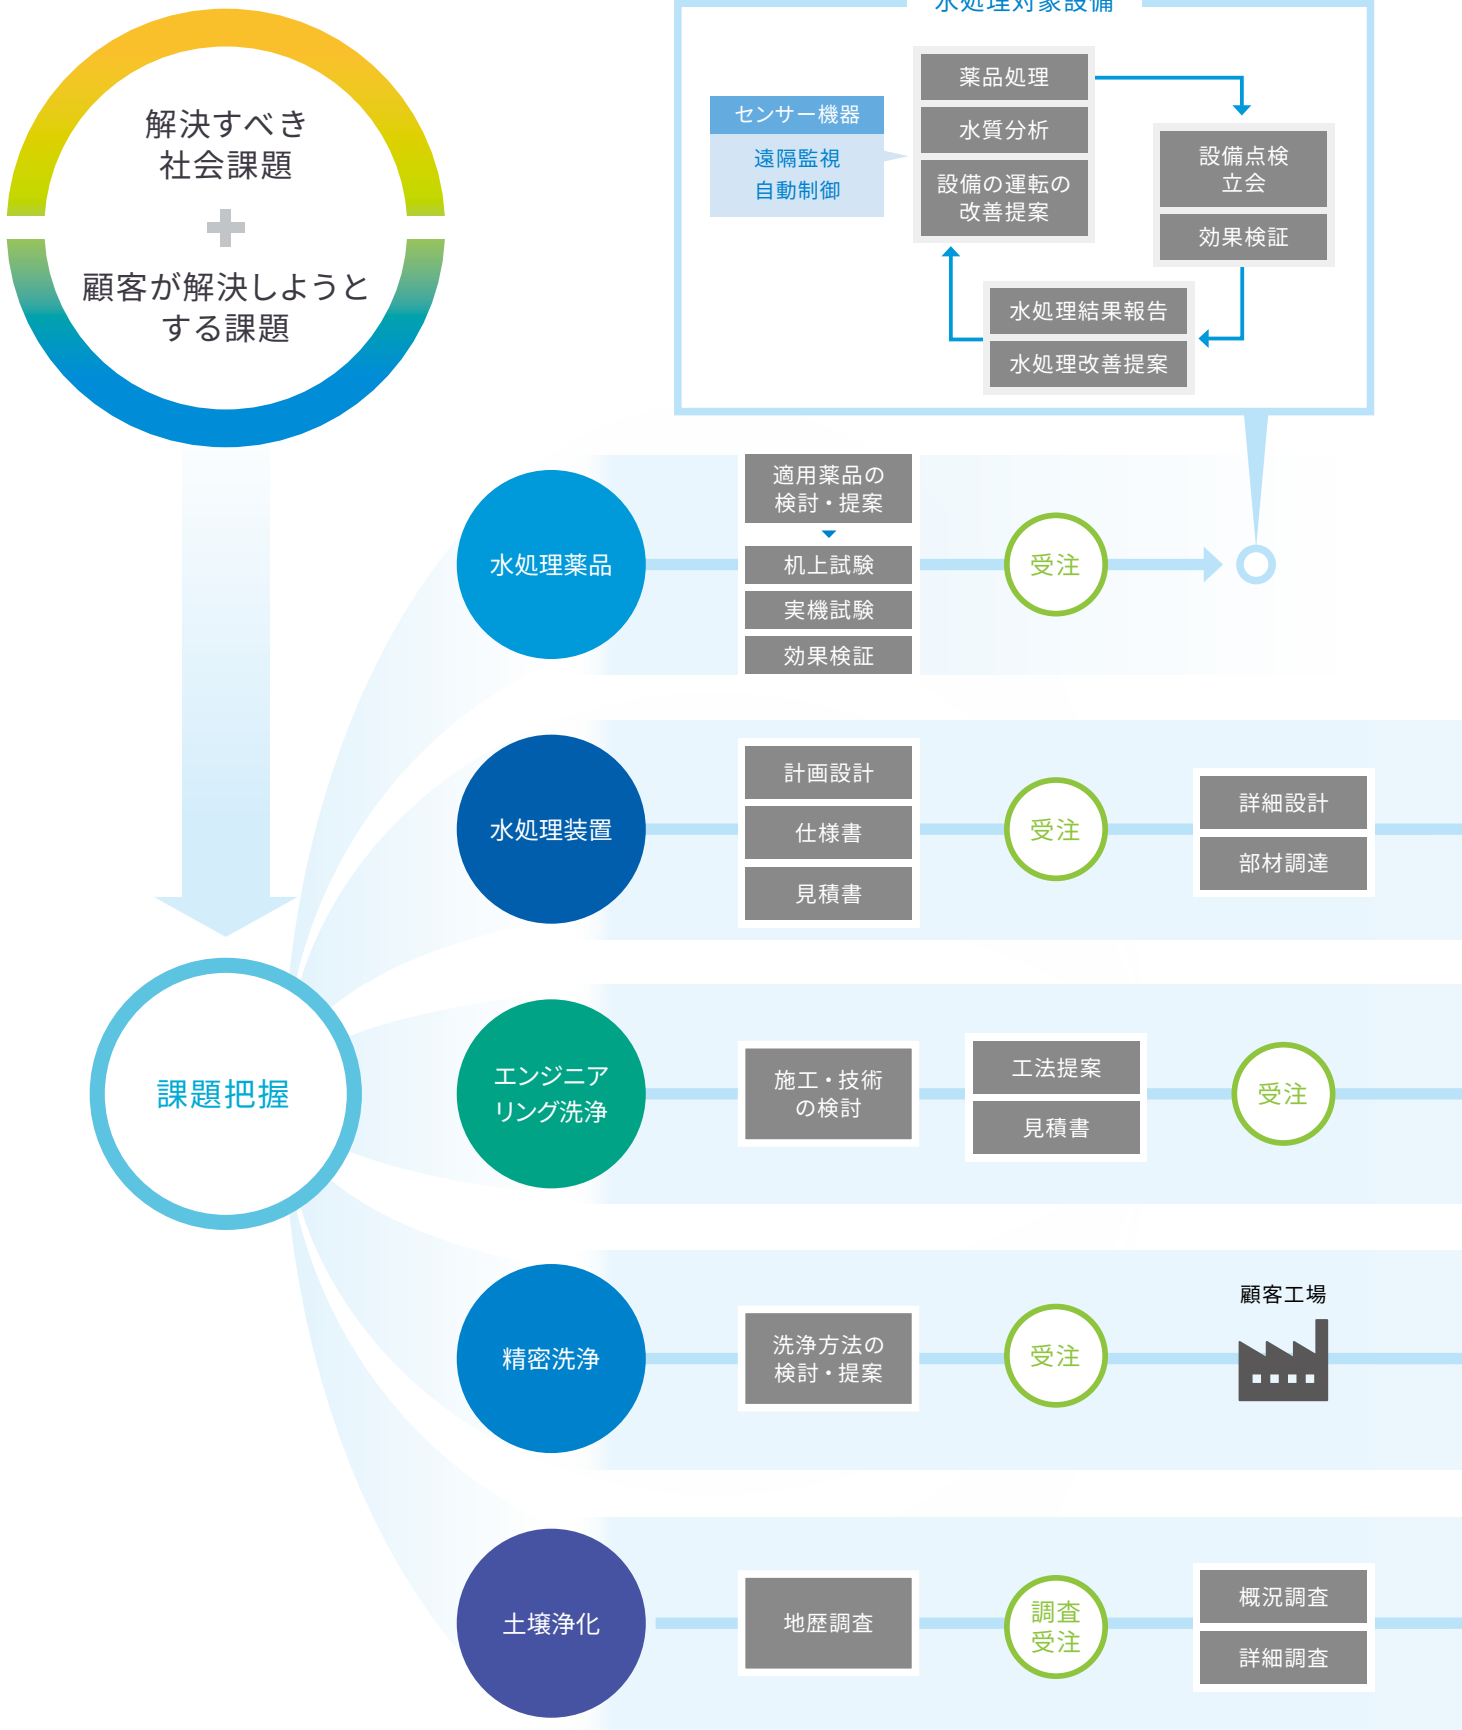 解決すべき
社会課題
顧客が解決しようと
する課題
水処理対象設備
センサー機器
遠隔監視
自動制御
薬品処理
水質分析
設備の運転の
改善提案
設備点検
立会
効果検証
水処理結果報告
水処理改善提案
課題把握
水処理薬品
適用薬品の
検討・提案
机上試験
実機試験
効果検証
受注
水処理装置
計画設計
仕様書
見積書
受注
詳細設計
部材調達
エンジニア
リング洗浄
施工・技術
の検討
工法提案
見積書
受注
精密洗浄
洗浄方法の
検討・提案
受注
顧客工場
土壌浄化
地歴調査
調査
受注
概況調査
詳細調査